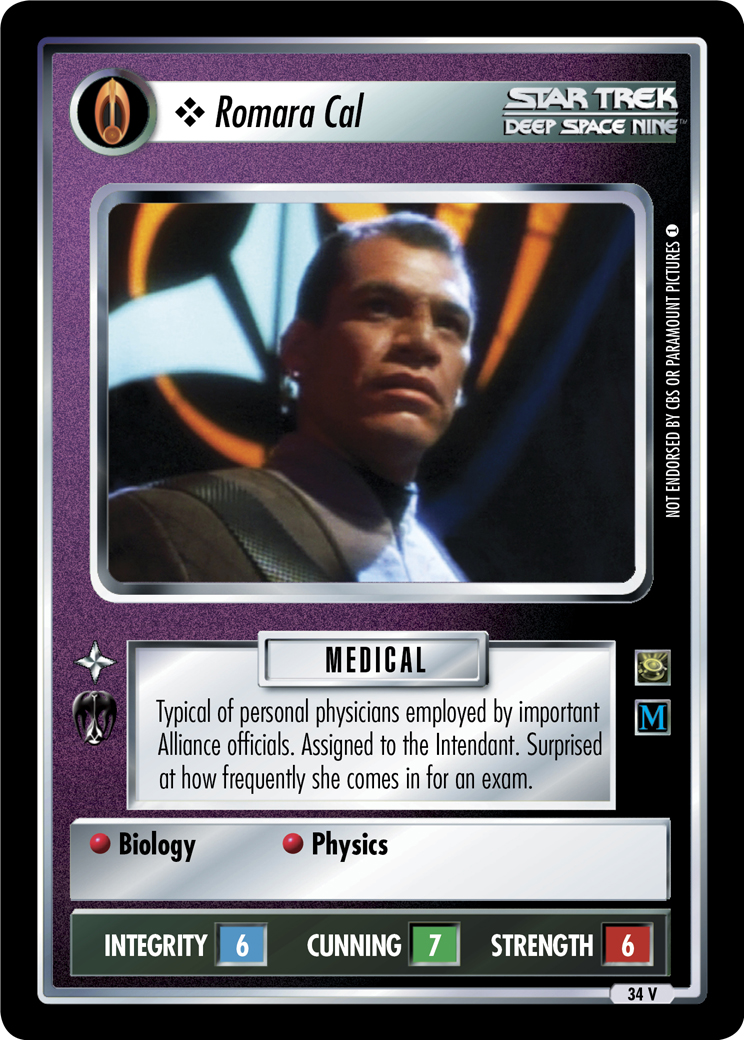 ❖ Romara Cal
STAR TREK
DEEP SPACE NINE™
NOT ENDORSED BY CBS OR PARAMOUNT PICTURES 1
MEDICAL
Typical of personal physicians employed by important
Alliance officials. Assigned to the Intendant. Surprised
at how frequently she comes in for an exam.
M
Biology Physics
INTEGRITY 6 CUNNING 7 STRENGTH 6
34 V